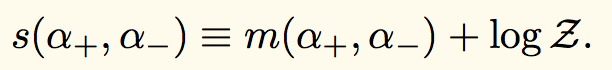 s(α₊, α₋) ≡ m(α₊, α₋) + log 𝒵.